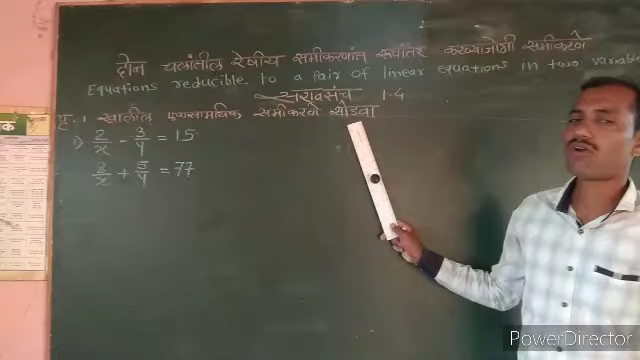 दोन चलांतील रेषीय समीकरणांत रूपांतर करण्याजोगी समीकरणे
Equations reducible to a pair of linear equations in two variable
सरावसंच 1.4
प्र.1 खालील एकसामयिक समीकरणे सोडवा
1) 2/x - 3/y = 15
8/x + 5/y = 77
PowerDirector